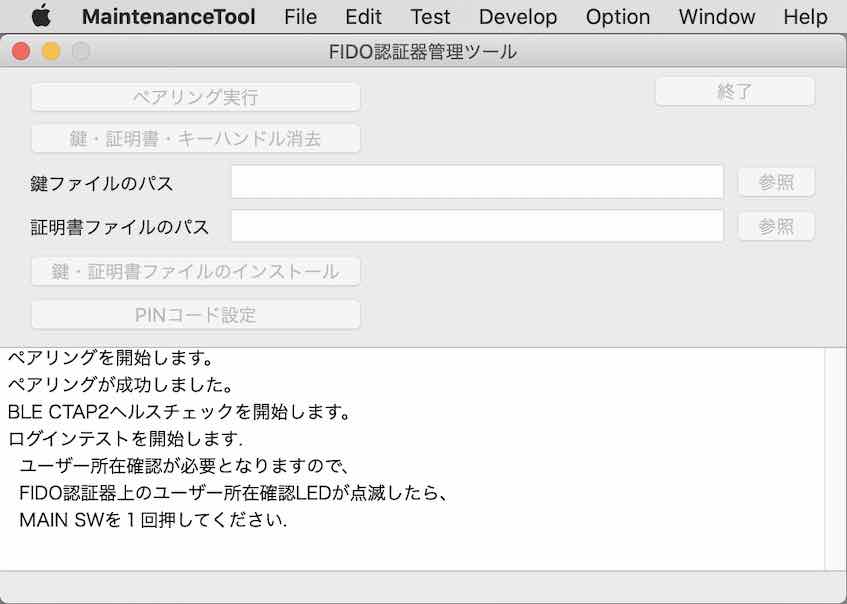 MaintenanceTool File Edit Test Develop Option Window Help
FIDO認証器管理ツール
ペアリング実行
終了
鍵・証明書・キーハンドル消去
鍵ファイルのパス 参照
証明書ファイルのパス 参照
鍵・証明書ファイルのインストール
PINコード設定
ペアリングを開始します。
ペアリングが成功しました。
BLE CTAP2ヘルスチェックを開始します。
ログインテストを開始します.
ユーザー所在確認が必要となりますので、
FIDO認証器上のユーザー所在確認LEDが点滅したら、
MAIN SWを１回押してください.